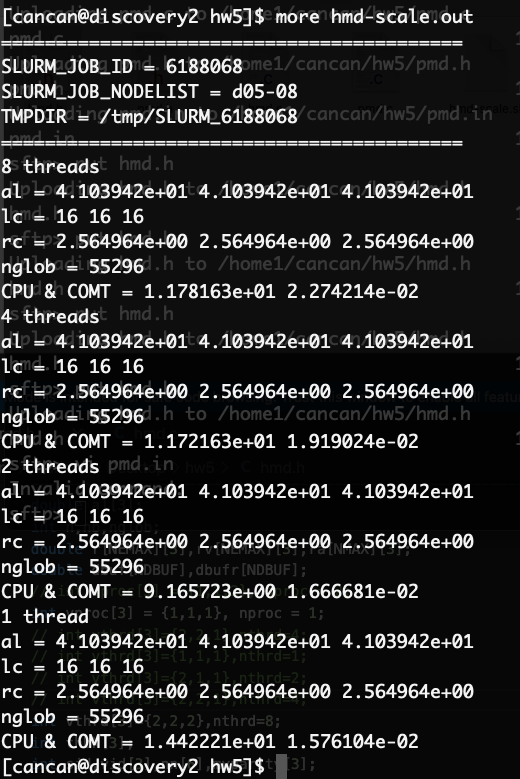 [cancan@discovery2 hw5]$ more hmd-scale.out
==========================================
SLURM_JOB_ID = 6188068
SLURM_JOB_NODELIST = d05-08
TMPDIR = /tmp/SLURM_6188068
==========================================
8 threads
al = 4.103942e+01 4.103942e+01 4.103942e+01
lc = 16 16 16
rc = 2.564964e+00 2.564964e+00 2.564964e+00
nglob = 55296
CPU & COMT = 1.178163e+01 2.274214e-02
4 threads
al = 4.103942e+01 4.103942e+01 4.103942e+01
lc = 16 16 16
rc = 2.564964e+00 2.564964e+00 2.564964e+00
nglob = 55296
CPU & COMT = 1.172163e+01 1.919024e-02
2 threads
al = 4.103942e+01 4.103942e+01 4.103942e+01
lc = 16 16 16
rc = 2.564964e+00 2.564964e+00 2.564964e+00
nglob = 55296
CPU & COMT = 9.165723e+00 1.666681e-02
1 thread
al = 4.103942e+01 4.103942e+01 4.103942e+01
lc = 16 16 16
rc = 2.564964e+00 2.564964e+00 2.564964e+00
nglob = 55296
CPU & COMT = 1.442221e+01 1.576104e-02
[cancan@discovery2 hw5]$